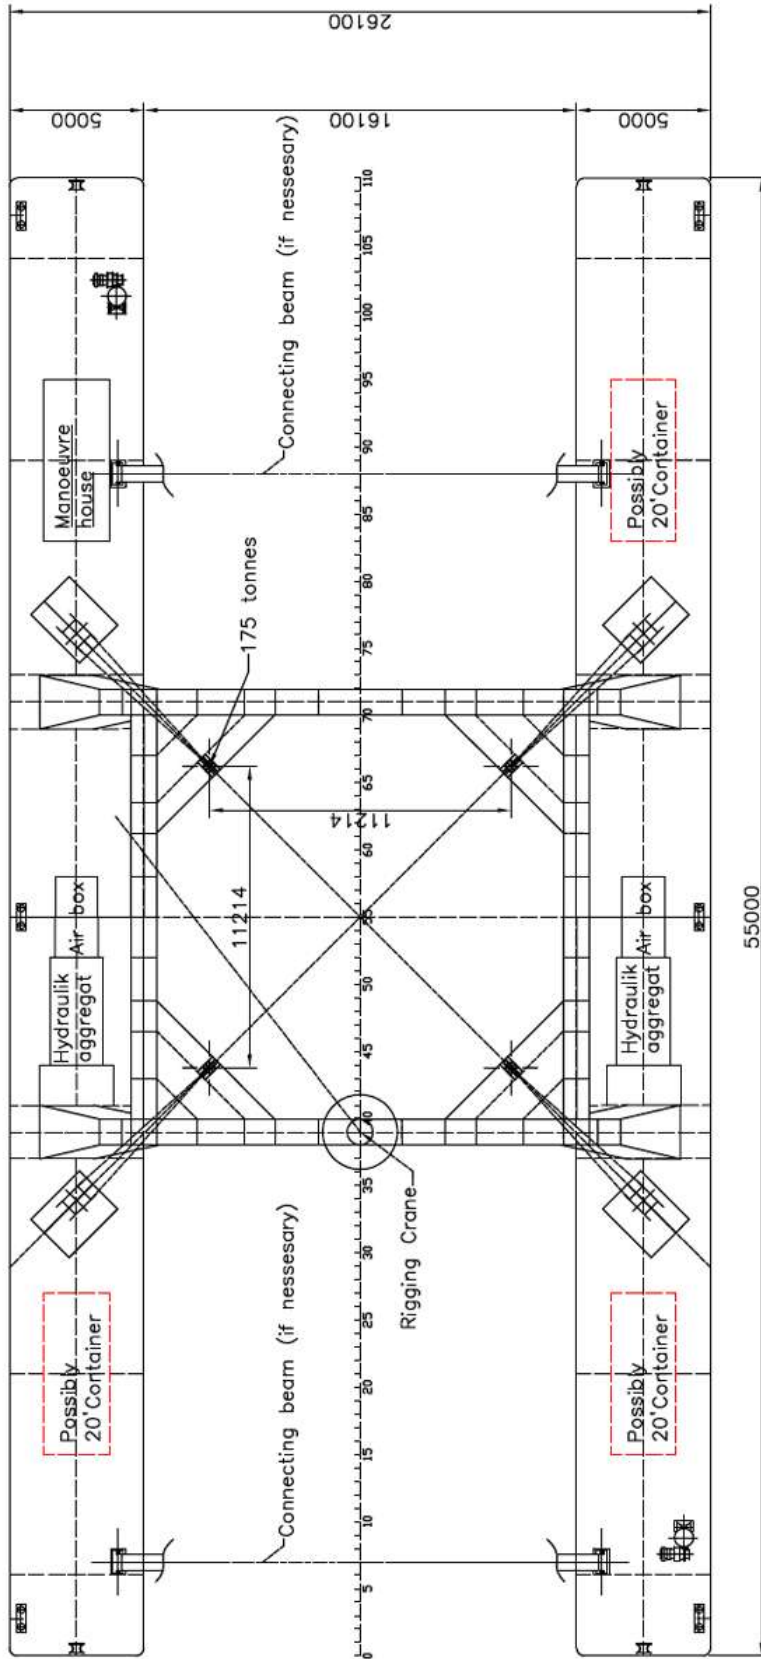 26100
5000
16100
5000
Connecting beam (if nessesary)
Manoeuvre
house
Possibly
20'Container
175 tonnes
11214
11214
Hydraulik
aggregat
Air box
Hydraulik
aggregat
Air box
55000
Rigging Crane
Connecting beam (if nessesary)
Possibly
20'Container
Possibly
20'Container
0 5 10 15 20 25 30 35 40 45 50 55 60 65 70 75 80 85 90 95 100 105 110